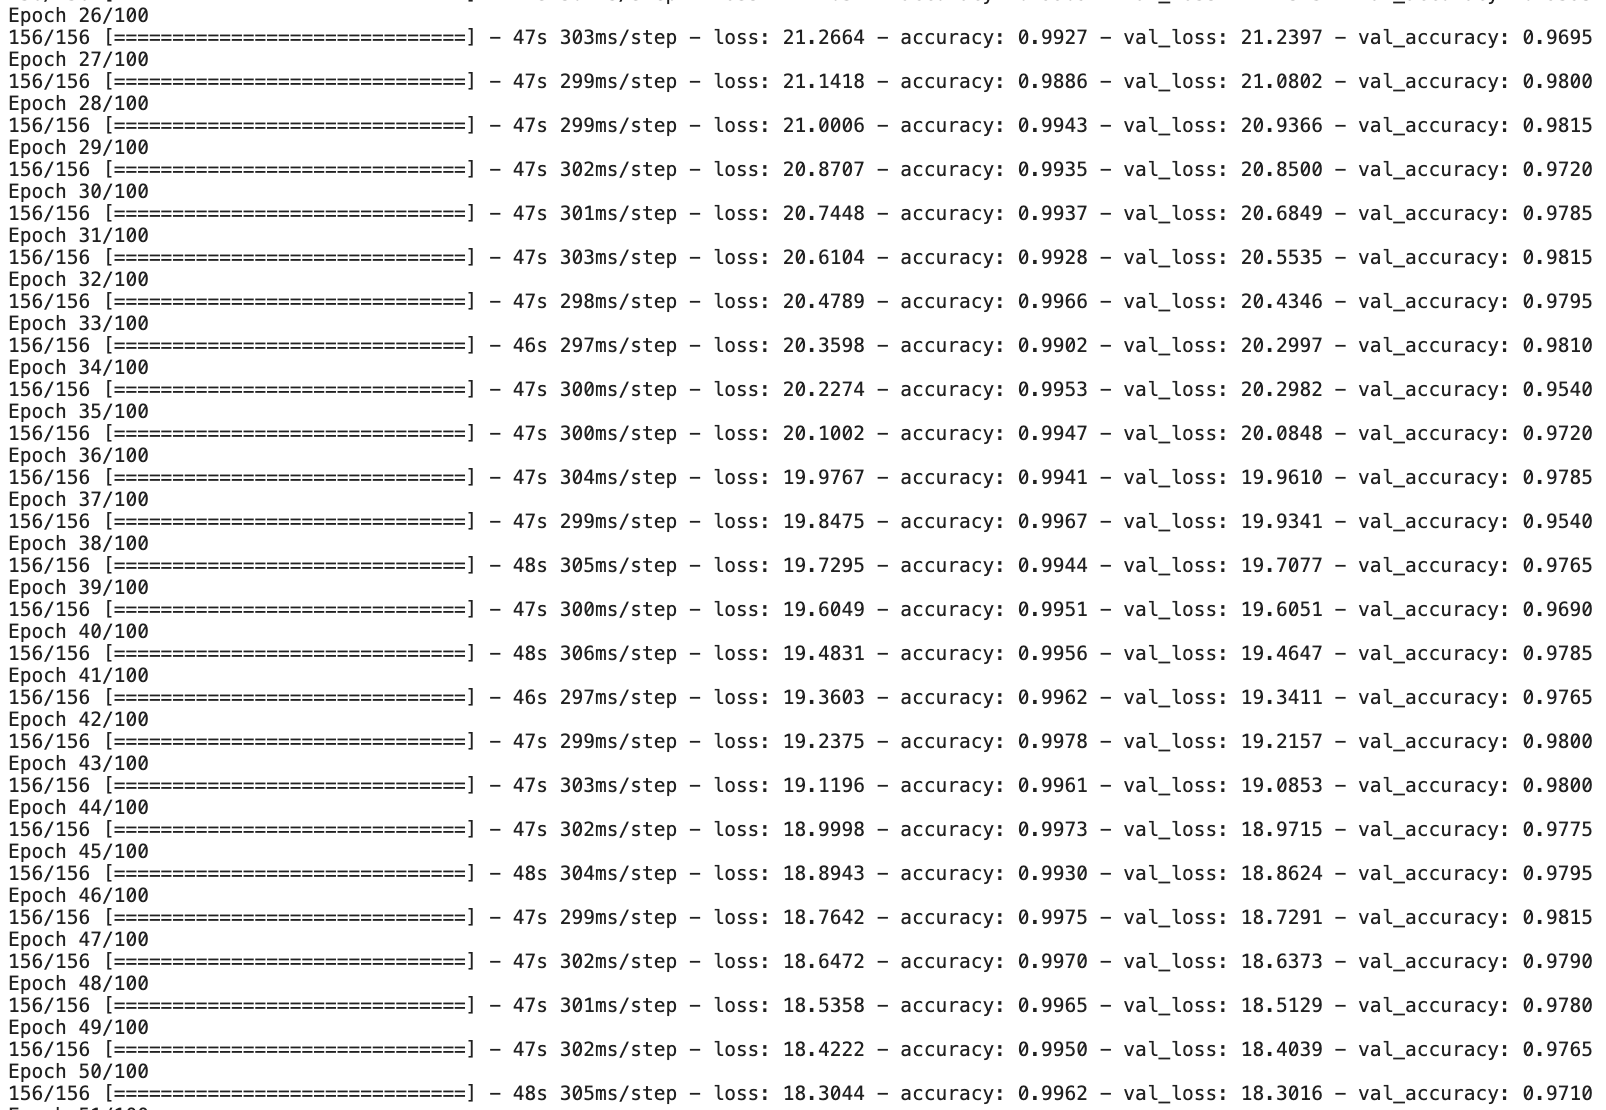 Epoch 26/100
156/156 [==============================] - 47s 303ms/step - loss: 21.2664 - accuracy: 0.9927 - val_loss: 21.2397 - val_accuracy: 0.9695
Epoch 27/100
156/156 [==============================] - 47s 299ms/step - loss: 21.1418 - accuracy: 0.9886 - val_loss: 21.0802 - val_accuracy: 0.9800
Epoch 28/100
156/156 [==============================] - 47s 299ms/step - loss: 21.0006 - accuracy: 0.9943 - val_loss: 20.9366 - val_accuracy: 0.9815
Epoch 29/100
156/156 [==============================] - 47s 302ms/step - loss: 20.8707 - accuracy: 0.9935 - val_loss: 20.8500 - val_accuracy: 0.9720
Epoch 30/100
156/156 [==============================] - 47s 301ms/step - loss: 20.7448 - accuracy: 0.9937 - val_loss: 20.6849 - val_accuracy: 0.9785
Epoch 31/100
156/156 [==============================] - 47s 303ms/step - loss: 20.6104 - accuracy: 0.9928 - val_loss: 20.5535 - val_accuracy: 0.9815
Epoch 32/100
156/156 [==============================] - 47s 298ms/step - loss: 20.4789 - accuracy: 0.9966 - val_loss: 20.4346 - val_accuracy: 0.9795
Epoch 33/100
156/156 [==============================] - 46s 297ms/step - loss: 20.3598 - accuracy: 0.9902 - val_loss: 20.2997 - val_accuracy: 0.9810
Epoch 34/100
156/156 [==============================] - 47s 300ms/step - loss: 20.2274 - accuracy: 0.9953 - val_loss: 20.2982 - val_accuracy: 0.9540
Epoch 35/100
156/156 [==============================] - 47s 300ms/step - loss: 20.1002 - accuracy: 0.9947 - val_loss: 20.0848 - val_accuracy: 0.9720
Epoch 36/100
156/156 [==============================] - 47s 304ms/step - loss: 19.9767 - accuracy: 0.9941 - val_loss: 19.9610 - val_accuracy: 0.9785
Epoch 37/100
156/156 [==============================] - 47s 299ms/step - loss: 19.8475 - accuracy: 0.9967 - val_loss: 19.9341 - val_accuracy: 0.9540
Epoch 38/100
156/156 [==============================] - 48s 305ms/step - loss: 19.7295 - accuracy: 0.9944 - val_loss: 19.7077 - val_accuracy: 0.9765
Epoch 39/100
156/156 [==============================] - 47s 300ms/step - loss: 19.6049 - accuracy: 0.9951 - val_loss: 19.6051 - val_accuracy: 0.9690
Epoch 40/100
156/156 [==============================] - 48s 306ms/step - loss: 19.4831 - accuracy: 0.9956 - val_loss: 19.4647 - val_accuracy: 0.9785
Epoch 41/100
156/156 [==============================] - 46s 297ms/step - loss: 19.3603 - accuracy: 0.9962 - val_loss: 19.3411 - val_accuracy: 0.9765
Epoch 42/100
156/156 [==============================] - 47s 299ms/step - loss: 19.2375 - accuracy: 0.9978 - val_loss: 19.2157 - val_accuracy: 0.9800
Epoch 43/100
156/156 [==============================] - 47s 303ms/step - loss: 19.1196 - accuracy: 0.9961 - val_loss: 19.0853 - val_accuracy: 0.9800
Epoch 44/100
156/156 [==============================] - 47s 302ms/step - loss: 18.9998 - accuracy: 0.9973 - val_loss: 18.9715 - val_accuracy: 0.9775
Epoch 45/100
156/156 [==============================] - 48s 304ms/step - loss: 18.8943 - accuracy: 0.9930 - val_loss: 18.8624 - val_accuracy: 0.9795
Epoch 46/100
156/156 [==============================] - 47s 299ms/step - loss: 18.7642 - accuracy: 0.9975 - val_loss: 18.7291 - val_accuracy: 0.9815
Epoch 47/100
156/156 [==============================] - 47s 302ms/step - loss: 18.6472 - accuracy: 0.9970 - val_loss: 18.6373 - val_accuracy: 0.9790
Epoch 48/100
156/156 [==============================] - 47s 301ms/step - loss: 18.5358 - accuracy: 0.9965 - val_loss: 18.5129 - val_accuracy: 0.9780
Epoch 49/100
156/156 [==============================] - 47s 302ms/step - loss: 18.4222 - accuracy: 0.9950 - val_loss: 18.4039 - val_accuracy: 0.9765
Epoch 50/100
156/156 [==============================] - 48s 305ms/step - loss: 18.3044 - accuracy: 0.9962 - val_loss: 18.3016 - val_accuracy: 0.9710